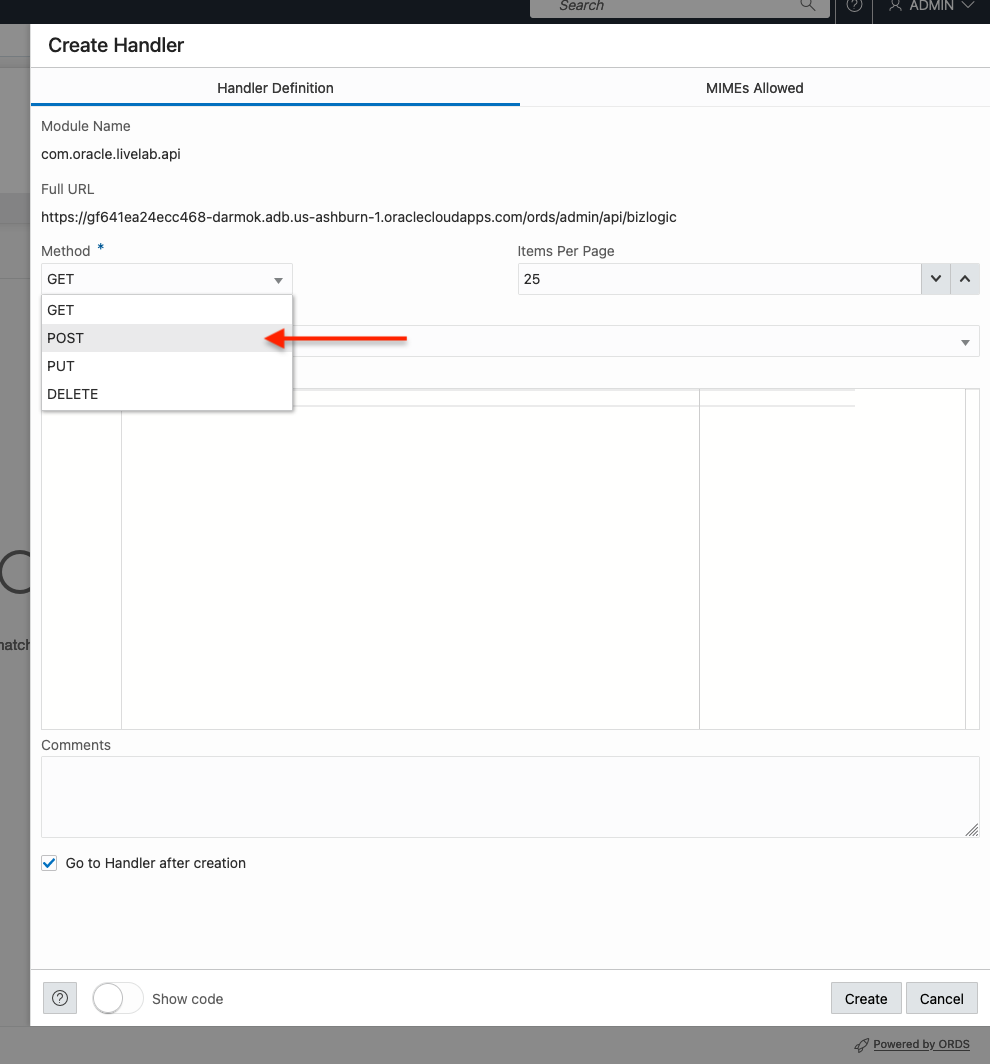 Search
ADMIN
Create Handler
Handler Definition
MIMEs Allowed
Module Name
com.oracle.livelab.api
Full URL
https://gf641ea24ecc468-darmok.adb.us-ashburn-1.oraclecloudapps.com/ords/admin/api/bizlogic
Method *
Items Per Page
GET
25
GET
POST
PUT
DELETE
Comments
Go to Handler after creation
Show code
Create
Cancel
Powered by ORDS